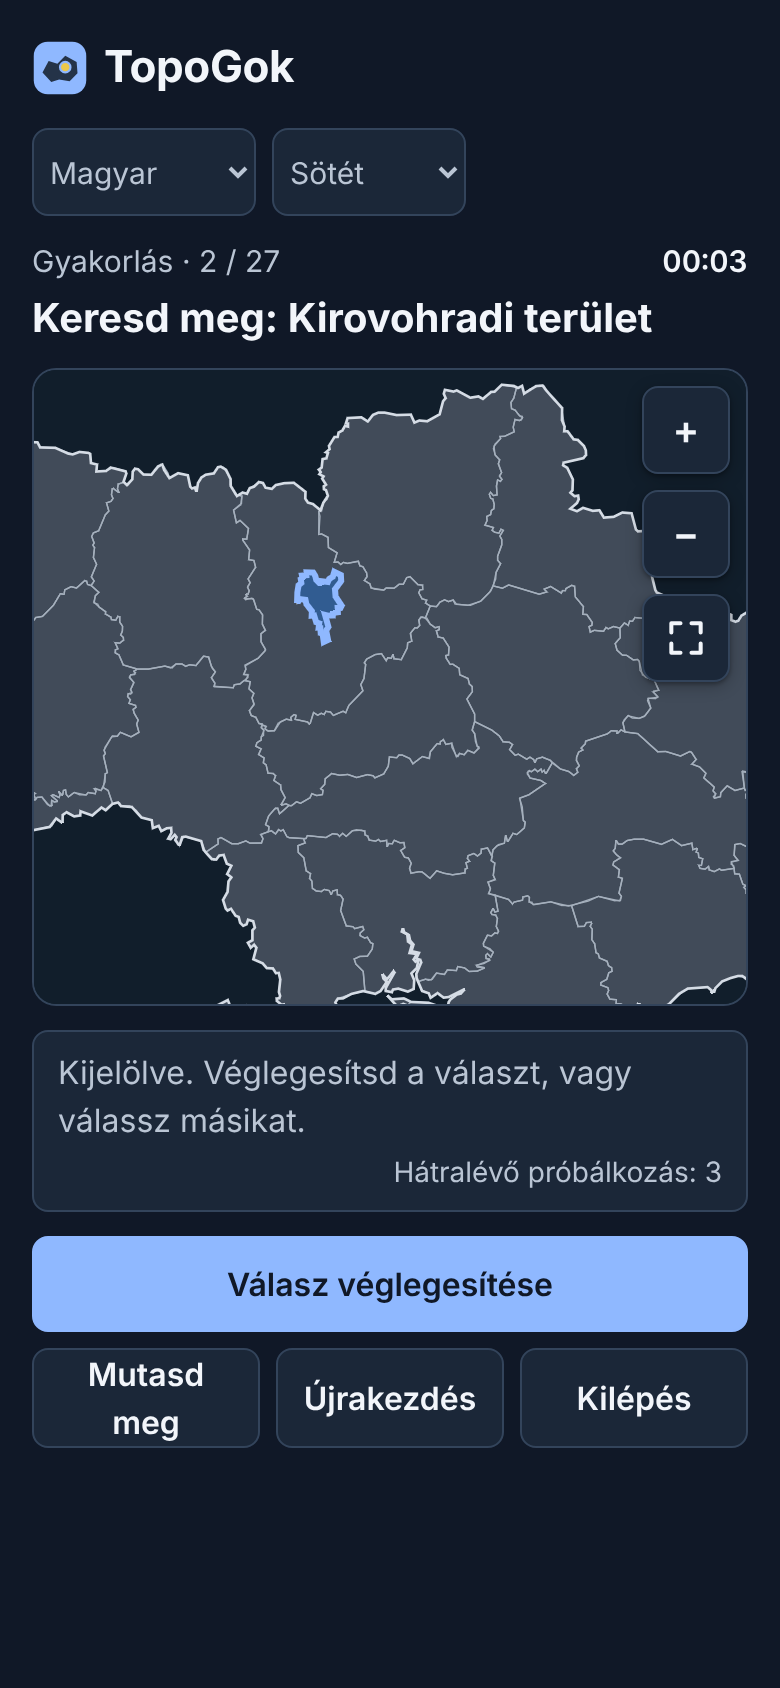 TopoGok
Magyar
Sötét
Gyakorlás · 2 / 27
00:03
Keresd meg: Kirovohradi terület
+
−
Kijelölve. Véglegesítsd a választ, vagy
válassz másikat.
Hátralévő próbálkozás: 3
Válasz véglegesítése
Mutasd
meg
Újrakezdés
Kilépés